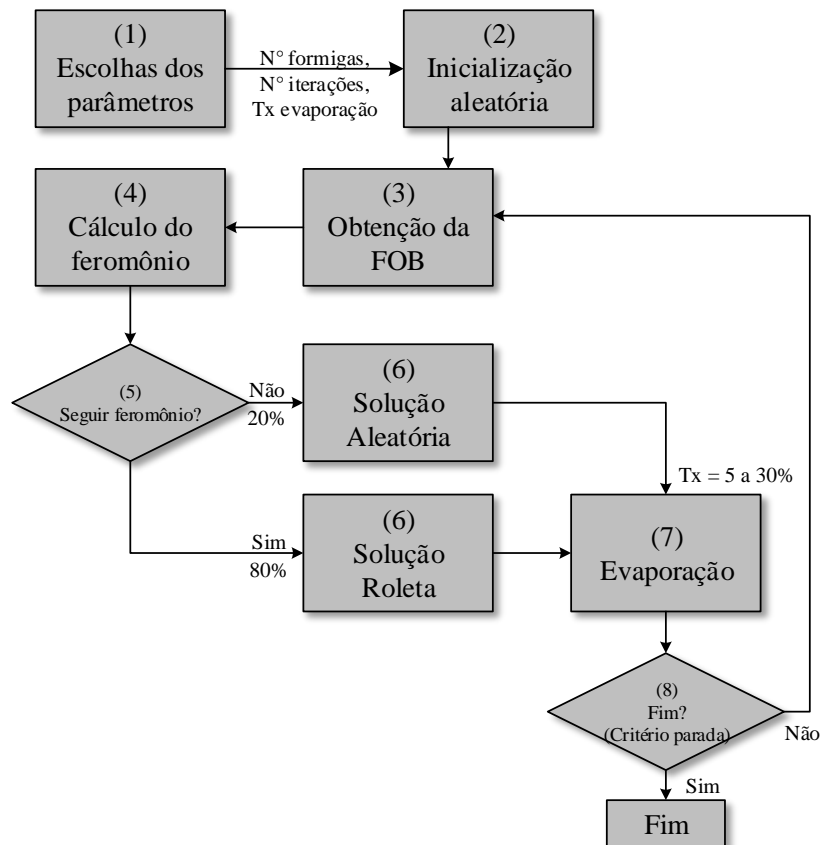 (1)
Escolhas dos
parâmetros
N° formigas,
N° iterações,
Tx evaporação
(2)
Inicialização
aleatória
(4)
Cálculo do
feromônio
(3)
Obtenção da
FOB
(5)
Seguir feromônio?
Não
20%
(6)
Solução
Aleatória
Tx = 5 a 30%
Sim
80%
(6)
Solução
Roleta
(7)
Evaporação
(8)
Fim?
(Critério parada)
Não
Sim
Fim